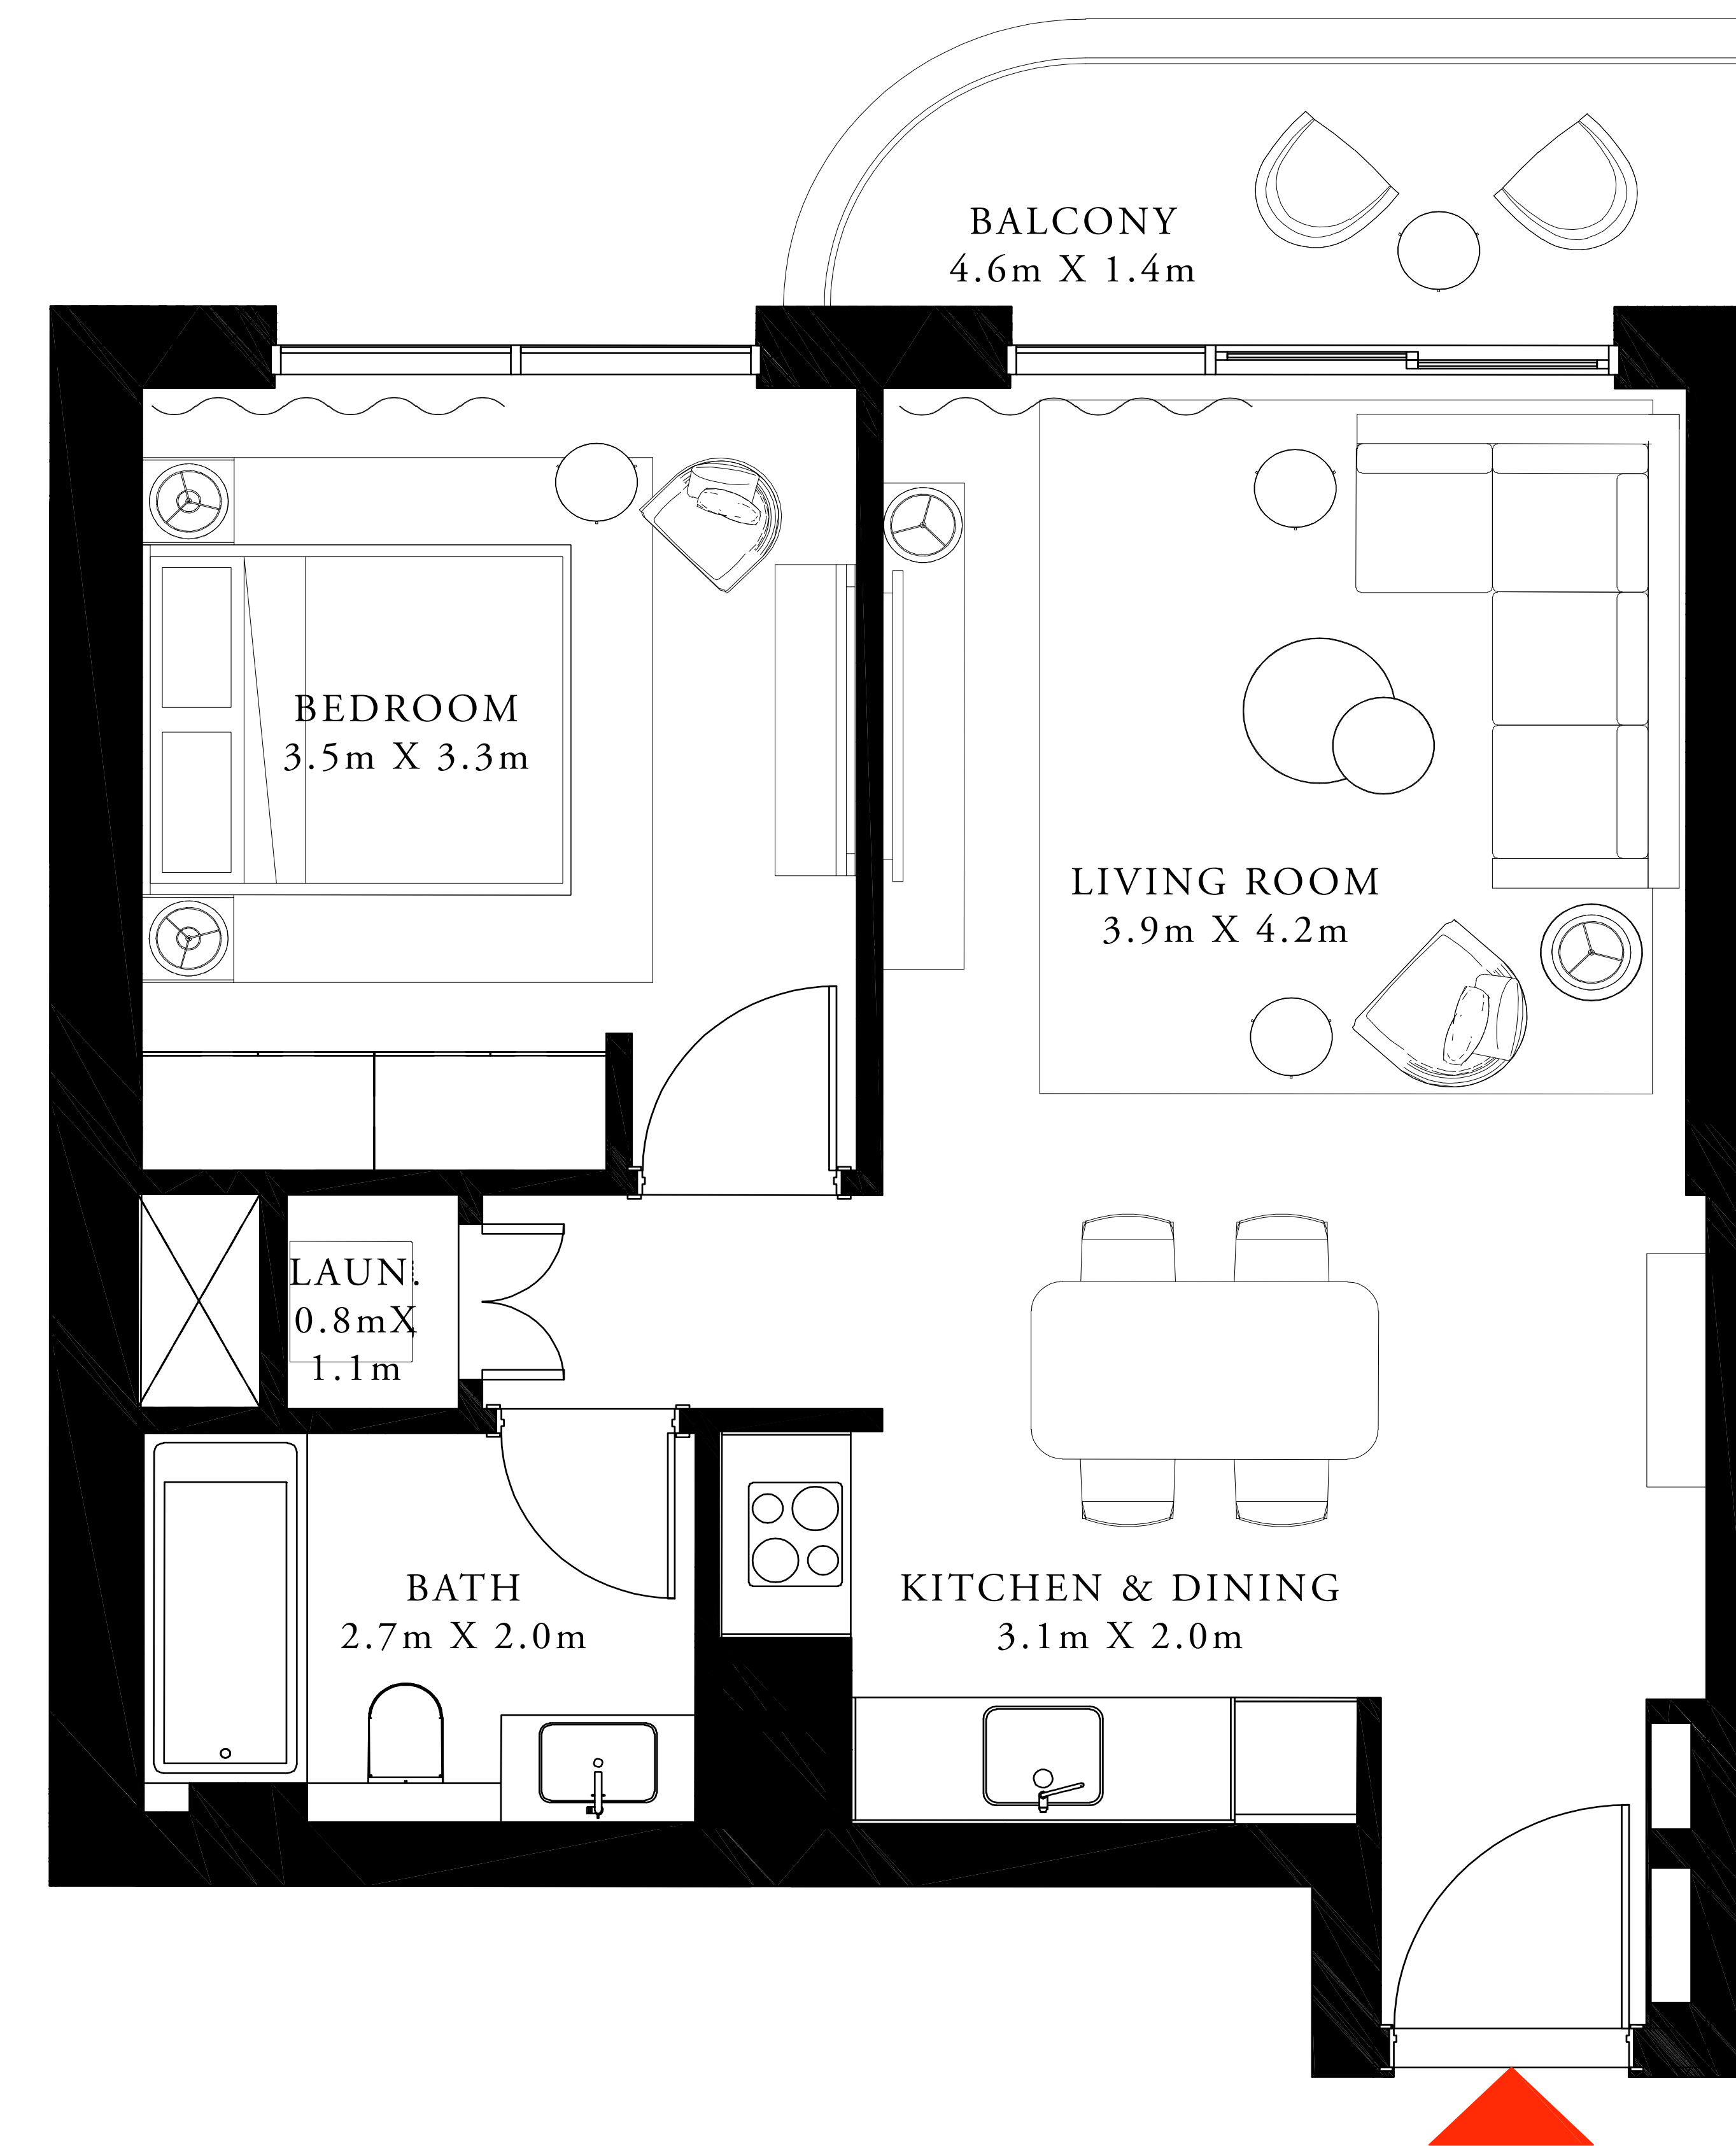 BALCONY
4.6m X 1.4m
BEDROOM
3.5m X 3.3m
LIVING ROOM
3.9m X 4.2m
LAUN.
0.8mX
1.1m
BATH
2.7m X 2.0m
KITCHEN & DINING
3.1m X 2.0m